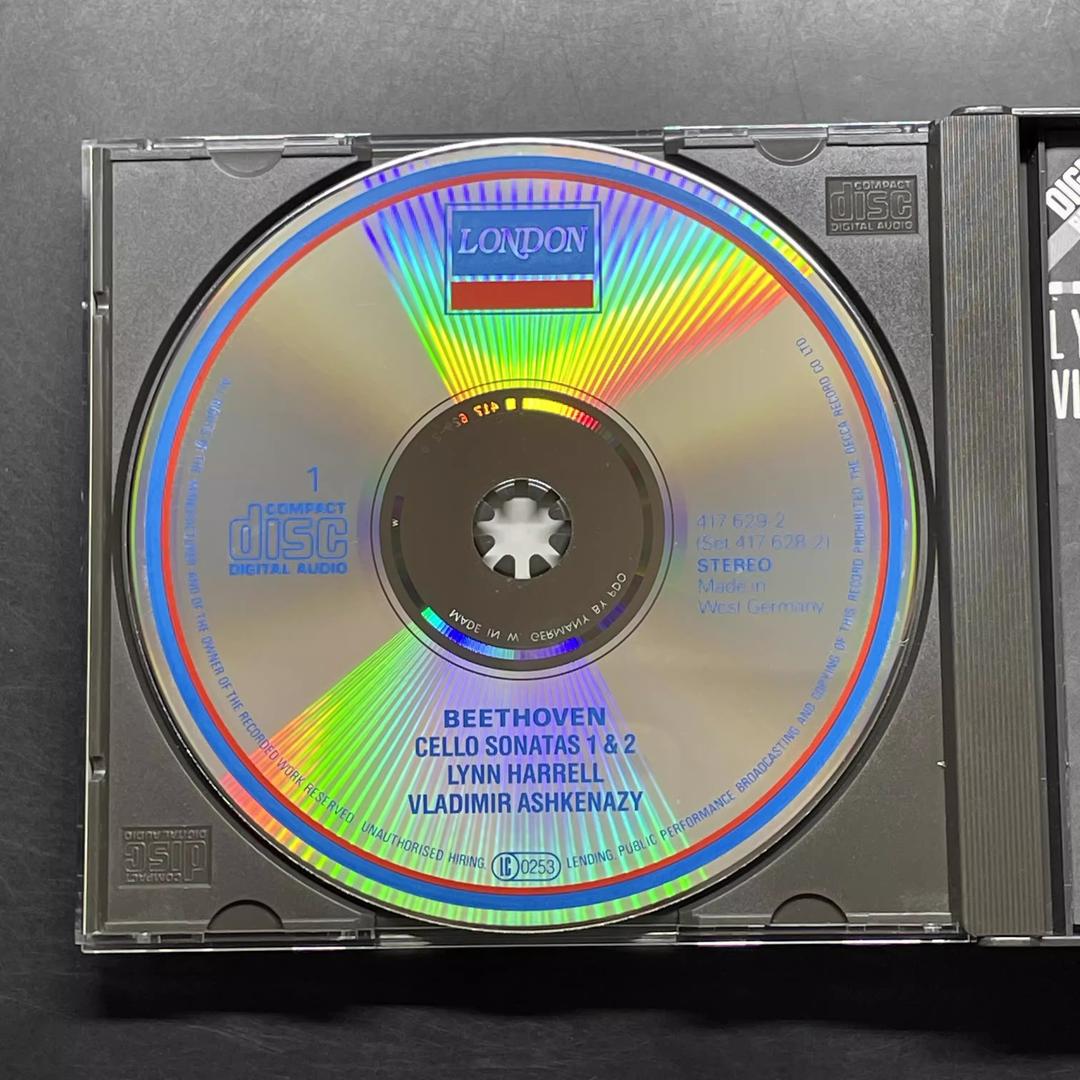 LONDON
1
COMPACT
disc
DIGITAL AUDIO
417 629-2
(Set 417 628-2)
STEREO
Made in
West Germany
BEETHOVEN
CELLO SONATAS 1 & 2
LYNN HARRELL
VLADIMIR ASHKENAZY
ALL RIGHTS OF THE MANUFACTURER AND OF THE OWNER OF THE RECORDED WORK RESERVED UNAUTHORISED HIRING, LENDING, PUBLIC PERFORMANCE BROADCASTING AND COPYING OF THIS RECORD PROHIBITED THE DECCA RECORD CO LTD
LC 0253
MADE IN W. GERMANY BY PDO
COMPACT
disc
DIGITAL AUDIO
COMPACT
disc
DIGITAL AUDIO